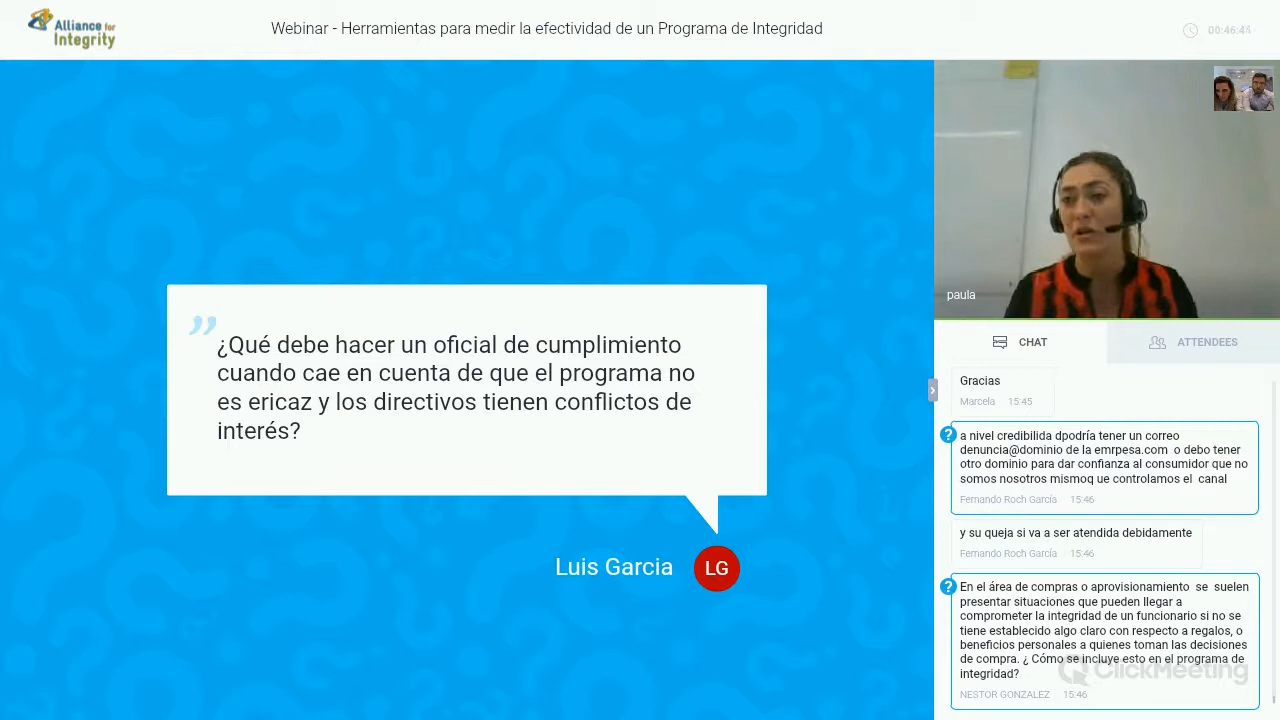 Alliance for
Integrity
Webinar - Herramientas para medir la efectividad de un Programa de Integridad
00:46:45
”
¿Qué debe hacer un oficial de cumplimiento
cuando cae en cuenta de que el programa no
es ericaz y los directivos tienen conflictos de
interés?
Luis Garcia
LG
paula
CHAT
ATTENDEES
Gracias
Marcela 15:45
?
a nivel credibilida dpodría tener un correo
denuncia@dominio de la emrpesa.com o debo tener
otro dominio para dar confianza al consumidor que no
somos nosotros mismoq ue controlamos el canal
Fernando Roch García 15:46
y su queja si va a ser atendida debidamente
Fernando Roch García 15:46
?
En el área de compras o aprovisionamiento se suelen
presentar situaciones que pueden llegar a
comprometer la integridad de un funcionario si no se
tiene establecido algo claro con respecto a regalos, o
beneficios personales a quienes toman las decisiones
de compra. ¿ Cómo se incluye esto en el programa de
integridad?
NESTOR GONZALEZ 15:46
ClickMeeting